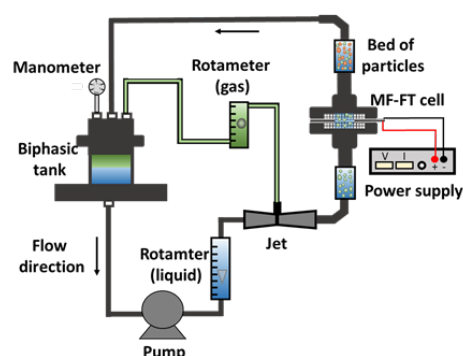 Manometer
Rotameter
(gas)
Bed of
particles
MF-FT cell
V I
+ -
Power supply
Biphasic
tank
Flow
direction
Rotamter
(liquid)
Jet
Pump